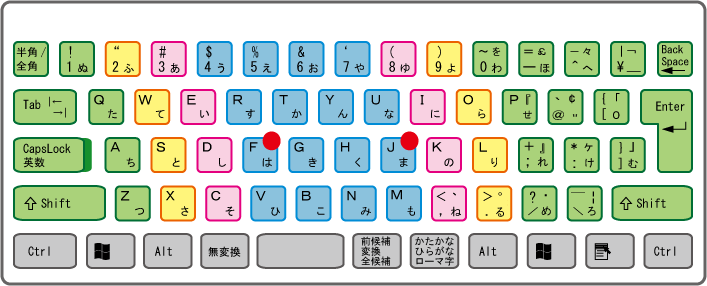 半角/ ! “ # $ % & ‘ ( ) ～を =£ ー々 |¬ Back
全角 1ぬ 2ふ 3あ 4う 5え 6お 7や 8ゆ 9よ 0わ ーほ ^へ ¥＿ Space
Tab |← Q W E R T Y U I O P『 、¢ {「 Enter
→| た て い す か ん な に ら せ @゛ [゜
CapsLock A S D F G H J K L +』 *ヶ }』
英数 ち と し は き く ま の り ;れ :け ]む
⇧Shift Z X C V B N M <、 >。 ?・ ￣¦ ⇧Shift
つ さ そ ひ こ み も ,ね .る /め \ろ
前候補 かたかな
Ctrl Alt 無変換 変換 ひらがな Alt Ctrl
全候補 ローマ字